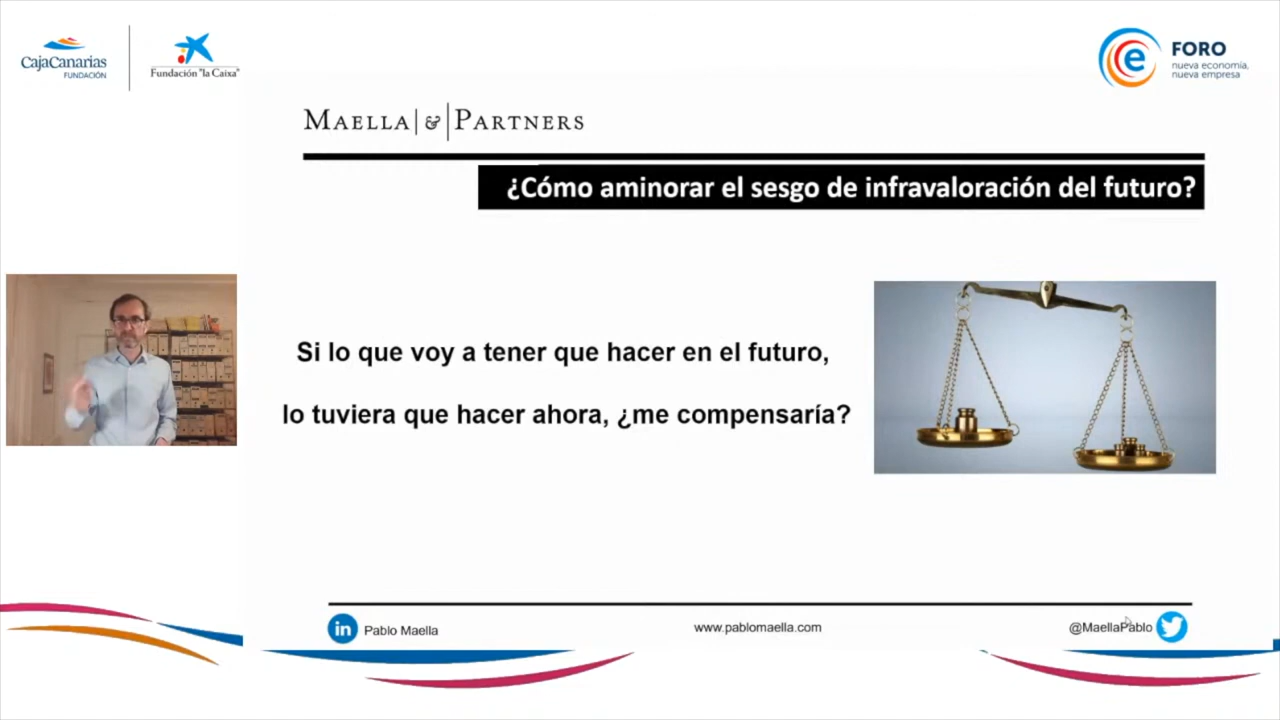 CajaCanarias
FUNDACIÓN
Fundación "la Caixa"
e
FORO
nueva economía,
nueva empresa
MAELLA | & | PARTNERS
¿Cómo aminorar el sesgo de infravaloración del futuro?
Si lo que voy a tener que hacer en el futuro,
lo tuviera que hacer ahora, ¿me compensaría?
in
Pablo Maella
www.pablomaella.com
@MaellaPablo